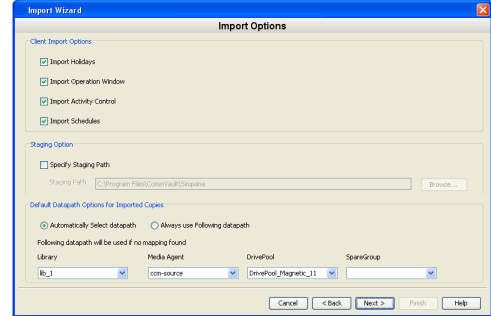 Import Wizard
Import Options
Client Import Options
Import Holidays
Import Operation Window
Import Activity Control
Import Schedules
Staging Option
Specify Staging Path
Staging Path C:\Program Files\CommVault\Simpana Browse...
Default Datapath Options for Imported Copies
Automatically Select datapath Always use Following datapath
Following datapath will be used if no mapping found
Library Media Agent DrivePool SpareGroup
lib_1 ccm-source DrivePool_Magnetic_11
Cancel < Back Next > Finish Help